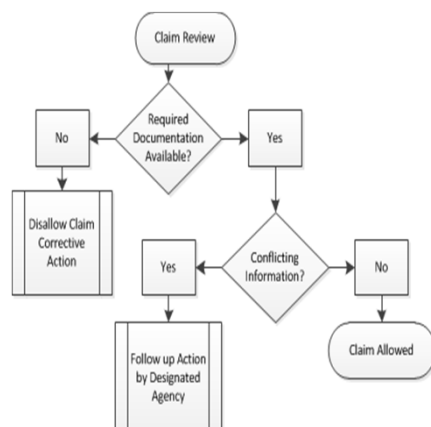 Claim Review
Required
Documentation
Available?
No
Yes
Disallow Claim
Corrective
Action
Conflicting
Information?
Yes
No
Follow up Action
by Designated
Agency
Claim Allowed